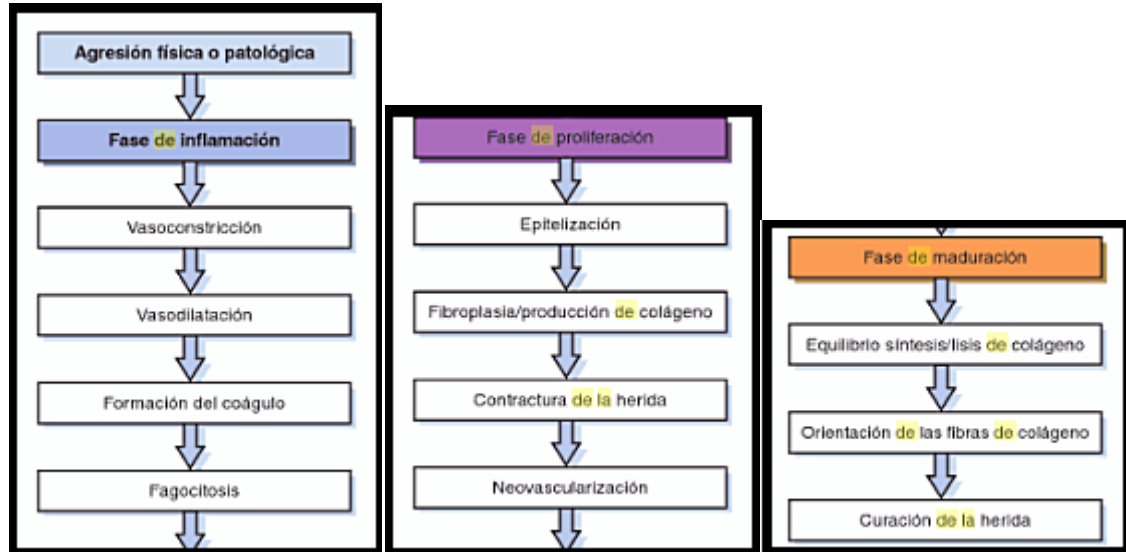 Agresión física o patológica
Fase de inflamación
Vasoconstricción
Vasodilatación
Formación del coágulo
Fagocitosis
Fase de proliferación
Epitelización
Fibroplasia/producción de colágeno
Contractura de la herida
Neovascularización
Fase de maduración
Equilibrio síntesis/lisis de colágeno
Orientación de las fibras de colágeno
Curación de la herida